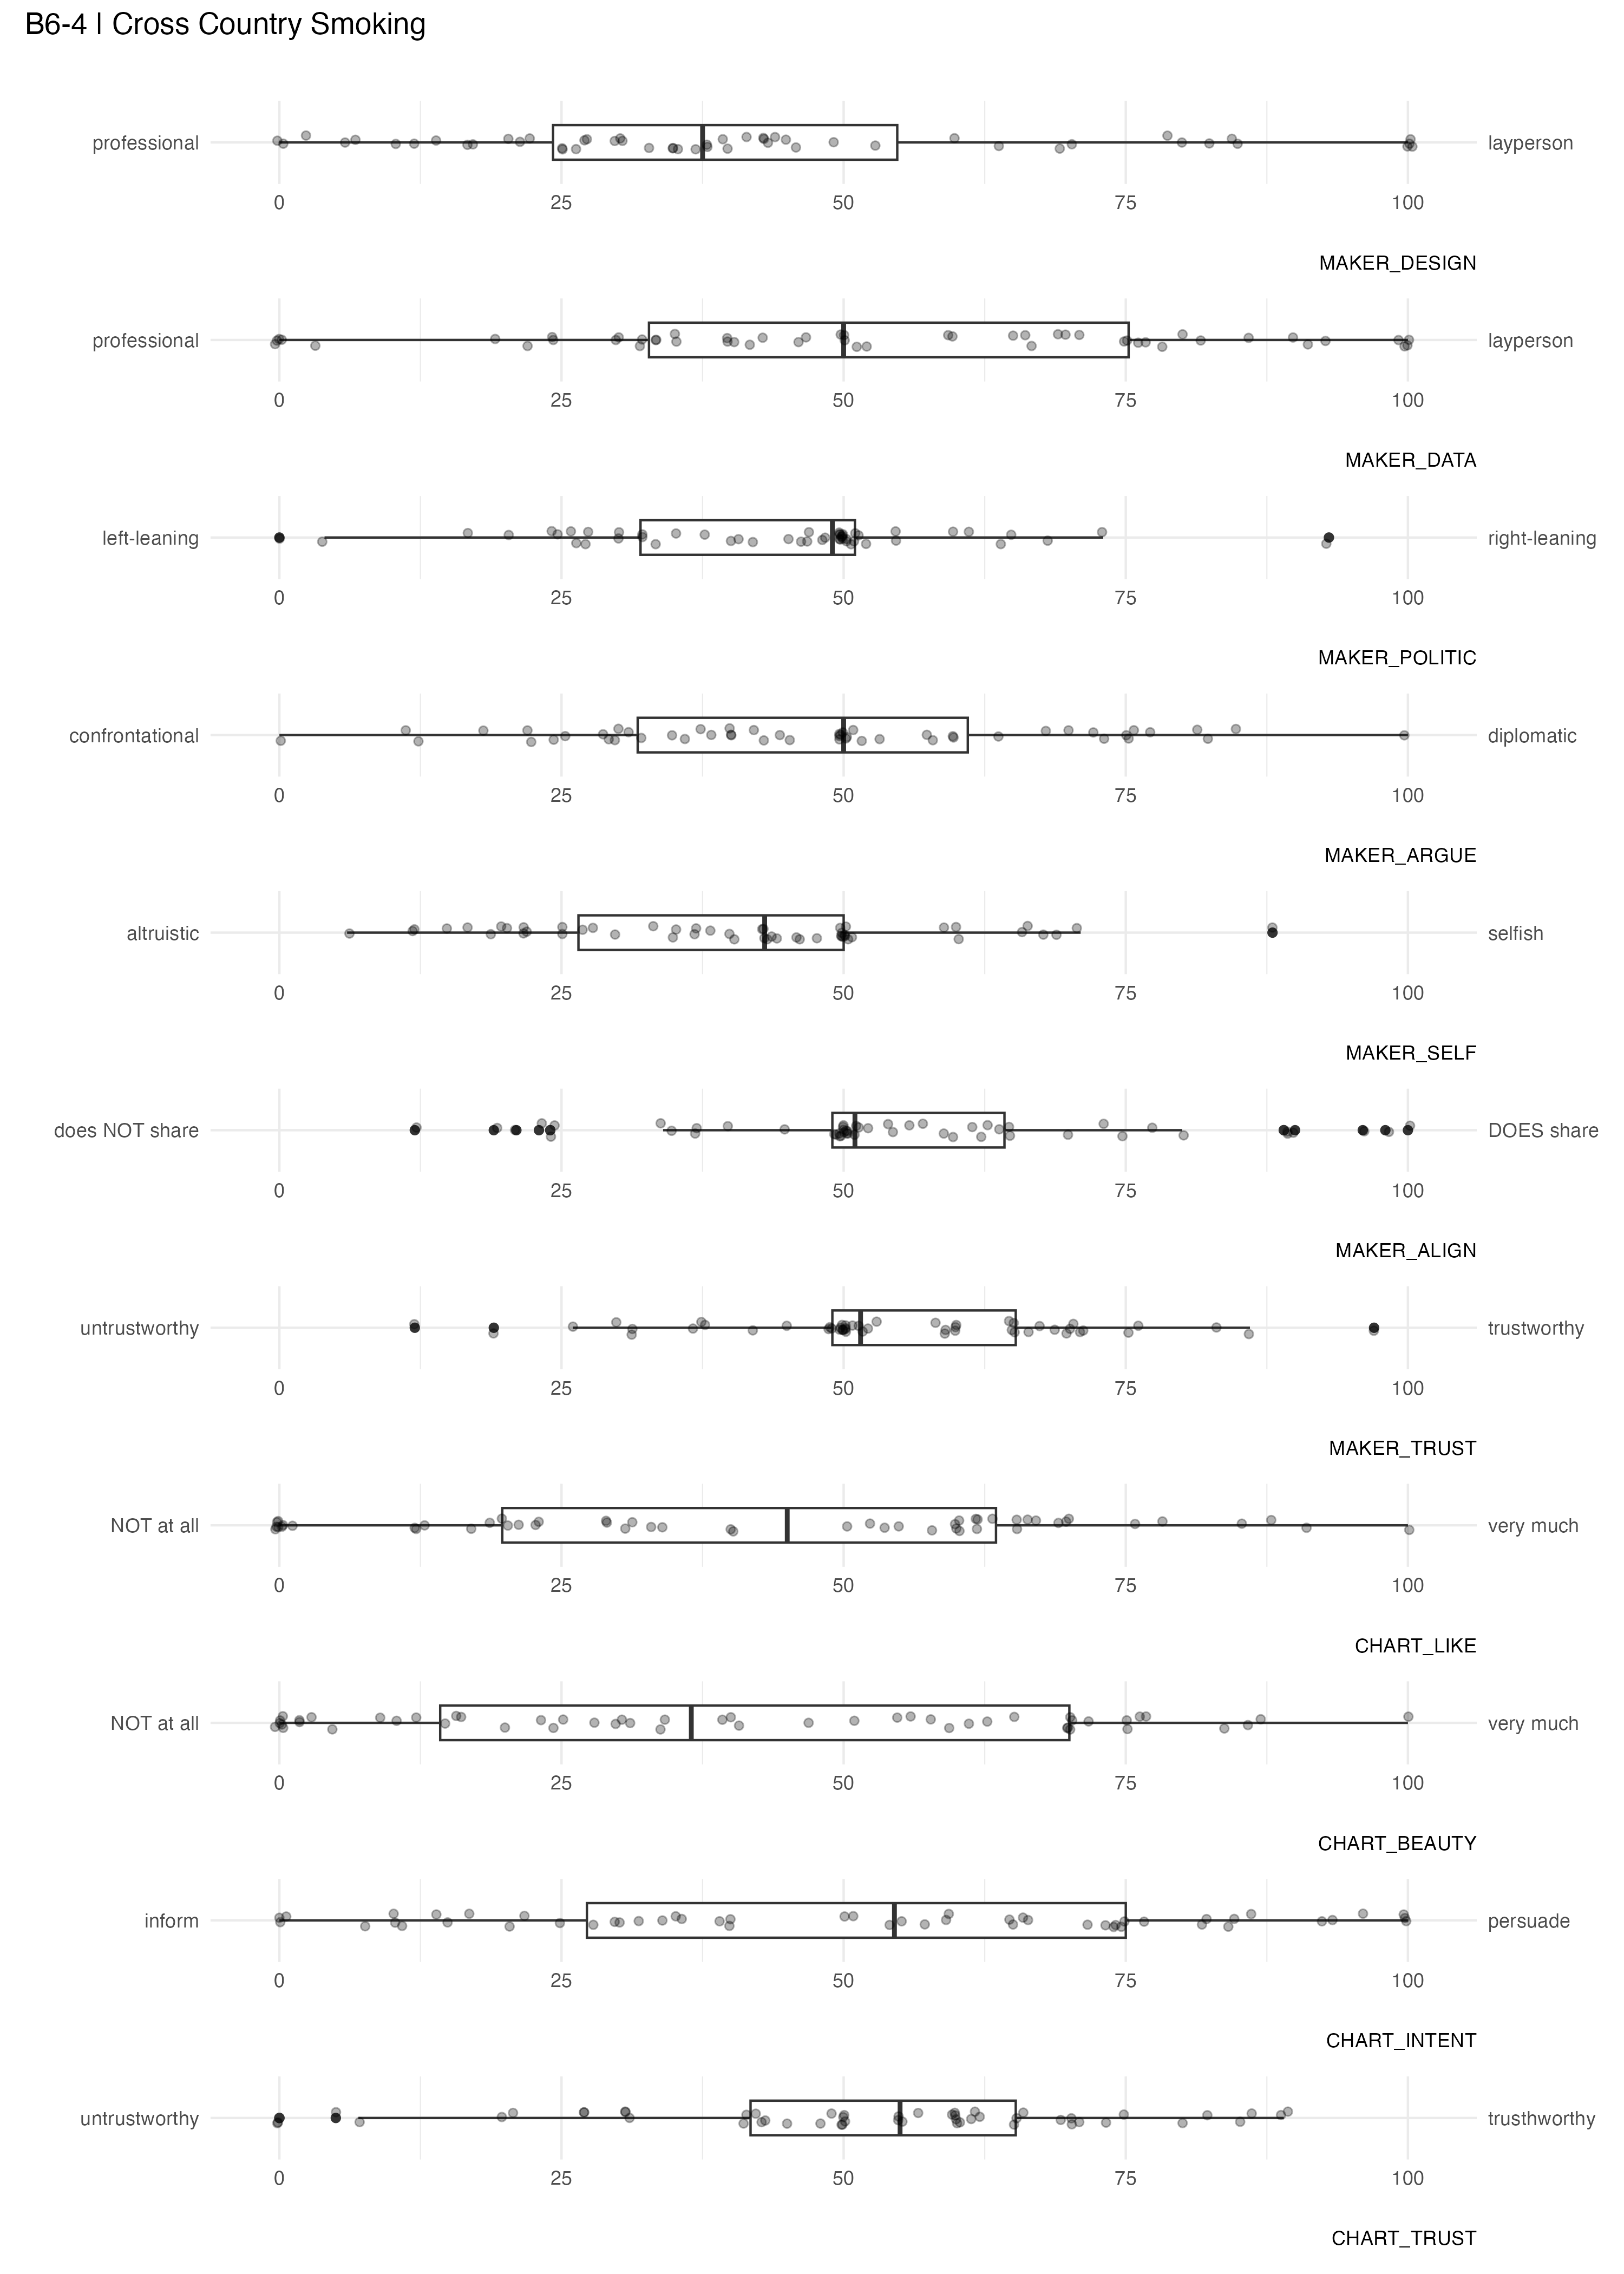 B6-4 | Cross Country Smoking
professional layperson
0 25 50 75 100
MAKER_DESIGN
professional layperson
0 25 50 75 100
MAKER_DATA
left-leaning right-leaning
0 25 50 75 100
MAKER_POLITIC
confrontational diplomatic
0 25 50 75 100
MAKER_ARGUE
altruistic selfish
0 25 50 75 100
MAKER_SELF
does NOT share DOES share
0 25 50 75 100
MAKER_ALIGN
untrustworthy trustworthy
0 25 50 75 100
MAKER_TRUST
NOT at all very much
0 25 50 75 100
CHART_LIKE
NOT at all very much
0 25 50 75 100
CHART_BEAUTY
inform persuade
0 25 50 75 100
CHART_INTENT
untrustworthy trusthworthy
0 25 50 75 100
CHART_TRUST